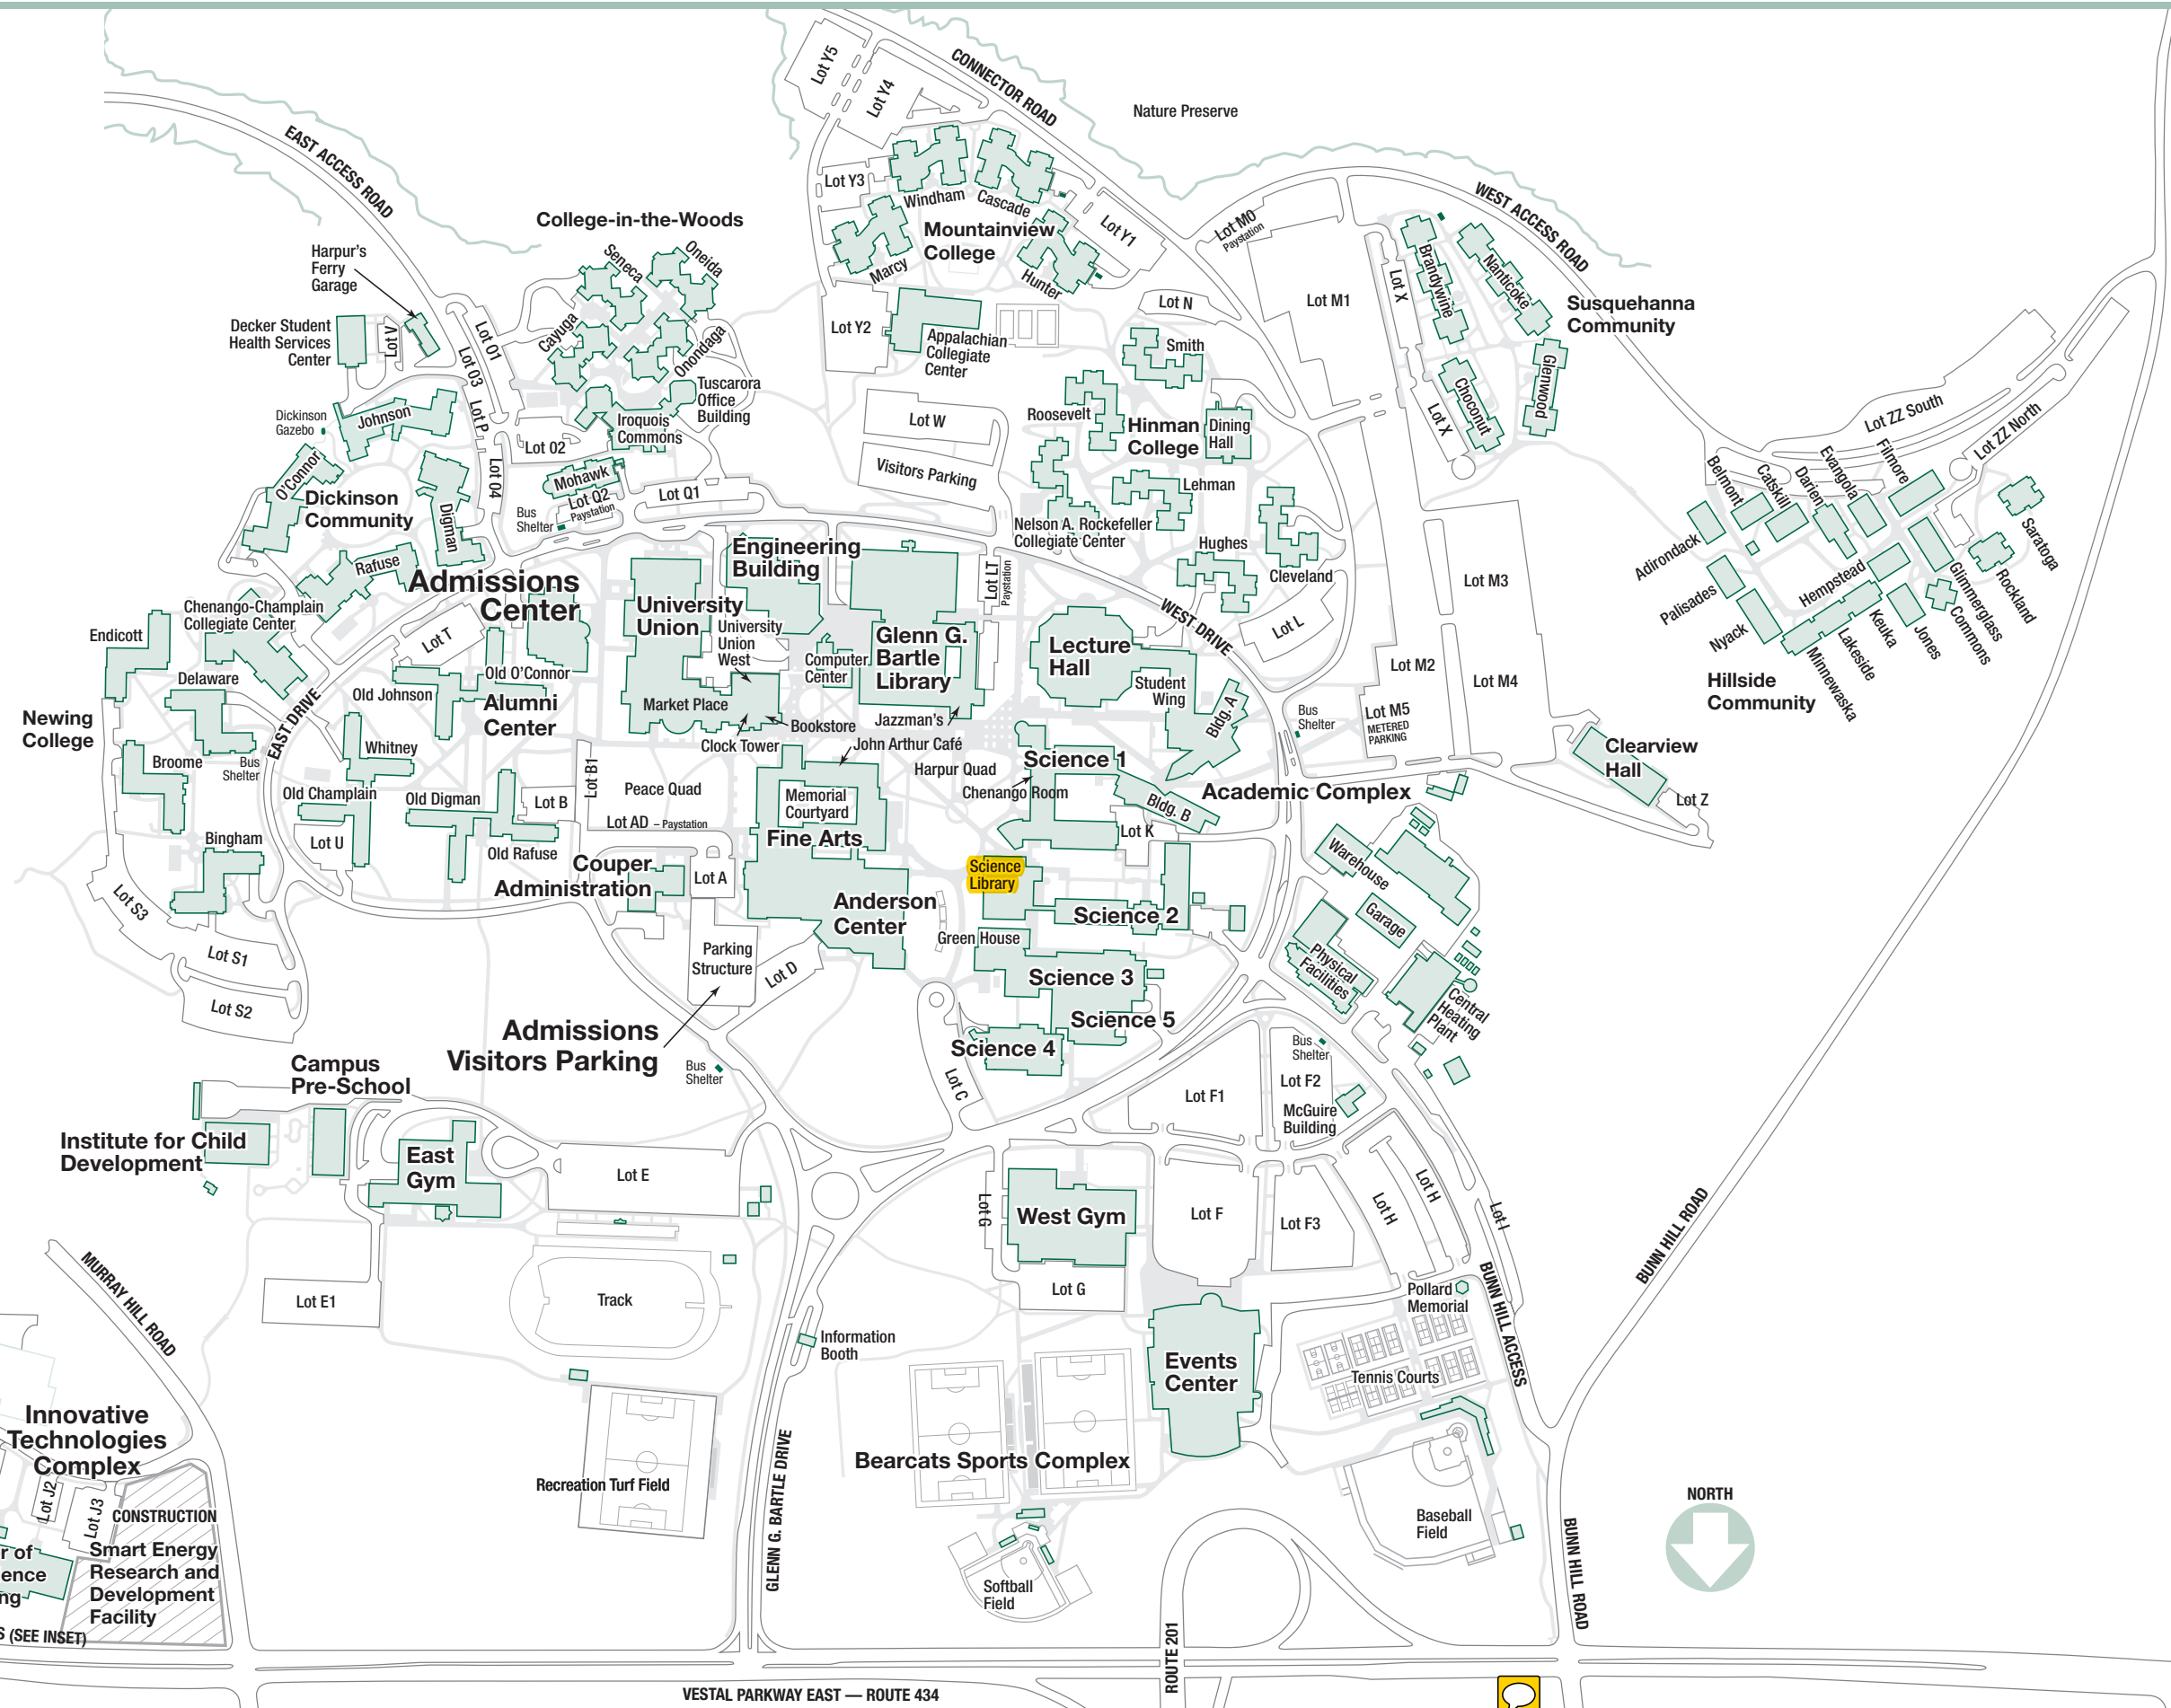 Lot Y5
Lot Y4
CONNECTOR ROAD
Nature Preserve
EAST ACCESS ROAD
Lot Y3
Windham
Cascade
Mountainview
College
Marcy
Hunter
Lot Y1
Lot M0
Paystation
WEST ACCESS ROAD
College-in-the-Woods
Seneca
Oneida
Cayuga
Onondaga
Harpur's
Ferry
Garage
Decker Student
Health Services
Center
Lot V
Lot 01
Lot 03
Lot P
Lot 02
Lot 04
Tuscarora
Office
Building
Iroquois
Commons
Mohawk
Lot Q2
Paystation
Lot Q1
Bus
Shelter
Lot Y2
Appalachian
Collegiate
Center
Lot N
Lot M1
Lot X
Lot X
Brandywine
Nanticoke
Susquehanna
Community
Choconut
Glenwood
Smith
Roosevelt
Hinman
College
Dining
Hall
Lehman
Nelson A. Rockefeller
Collegiate Center
Hughes
Cleveland
Lot L
Lot W
Visitors Parking
Dickinson
Gazebo
Johnson
O'Connor
Dickinson
Community
Digman
Rafuse
Lot ZZ South
Lot ZZ North
Belmont
Catskill
Darien
Evangola
Filmore
Adirondack
Palisades
Nyack
Hempstead
Minnewaska
Lakeside
Keuka
Jones
Commons
Glimmerglass
Rockland
Saratoga
Hillside
Community
Admissions
Center
Chenango-Champlain
Collegiate Center
Endicott
Delaware
Newing
College
Broome
Bus
Shelter
EAST DRIVE
Bingham
Lot T
Old Johnson
Old O'Connor
Alumni
Center
Whitney
Old Champlain
Old Digman
Lot U
Old Rafuse
Lot B
Lot B1
Engineering
Building
University
Union
University
Union
West
Computer
Center
Glenn G.
Bartle
Library
Lot LT
Paystation
Market Place
Bookstore
Clock Tower
Jazzman's
John Arthur Café
Lecture
Hall
Student
Wing
Bldg. A
WEST DRIVE
Bus
Shelter
Lot M3
Lot M2
Lot M4
Lot M5
METERED
PARKING
Clearview
Hall
Lot Z
Peace Quad
Memorial
Courtyard
Harpur Quad
Science 1
Chenango Room
Bldg. B
Academic Complex
Lot K
Lot AD – Paystation
Fine Arts
Couper
Administration
Lot A
Anderson
Center
Science
Library
Science 2
Green House
Science 3
Science 5
Science 4
Warehouse
Garage
Physical
Facilities
Central
Heating
Plant
Lot S3
Lot S1
Lot S2
Parking
Structure
Lot D
Admissions
Visitors Parking
Bus
Shelter
Lot C
Bus
Shelter
Lot F1
Lot F2
McGuire
Building
Campus
Pre-School
Institute for Child
Development
East
Gym
Lot E
Lot E1
Track
Lot G
West Gym
Lot G
Lot F
Lot F3
Lot H
Lot H
Lot I
BUNN HILL ACCESS
BUNN HILL ROAD
Pollard
Memorial
Tennis Courts
Events
Center
Information
Booth
MURRAY HILL ROAD
Innovative
Technologies
Complex
Lot J2
Lot J3
CONSTRUCTION
Smart Energy
Research and
Development
Facility
r of
ence
ng
S (SEE INSET)
Recreation Turf Field
GLENN G. BARTLE DRIVE
Bearcats Sports Complex
Softball
Field
Baseball
Field
NORTH
BUNN HILL ROAD
ROUTE 201
VESTAL PARKWAY EAST — ROUTE 434